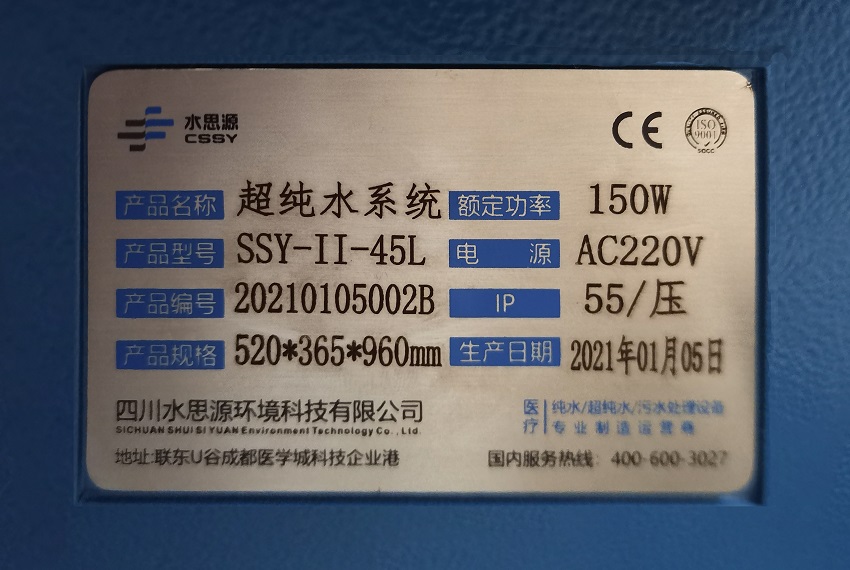 水思源
CSSY
CE
ISO
9001
SDCC
产品名称 超纯水系统 额定功率 150W
产品型号 SSY-II-45L 电 源 AC220V
产品编号 20210105002B IP 55/压
产品规格 520*365*960mm 生产日期 2021年01月05日
四川水思源环境科技有限公司
SICHUAN SHUI SI YUAN Environment Technology Co., Ltd.
医疗 纯水/超纯水/污水处理设备
专业制造运营商
地址:联东U谷成都医学城科技企业港 国内服务热线: 400-600-3027